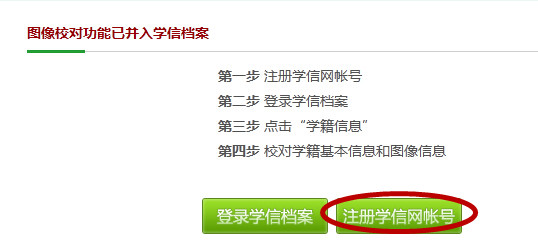 图像校对功能已并入学信档案
第一步 注册学信网帐号
第二步 登录学信档案
第三步 点击“学籍信息”
第四步 校对学籍基本信息和图像信息
登录学信档案 注册学信网帐号